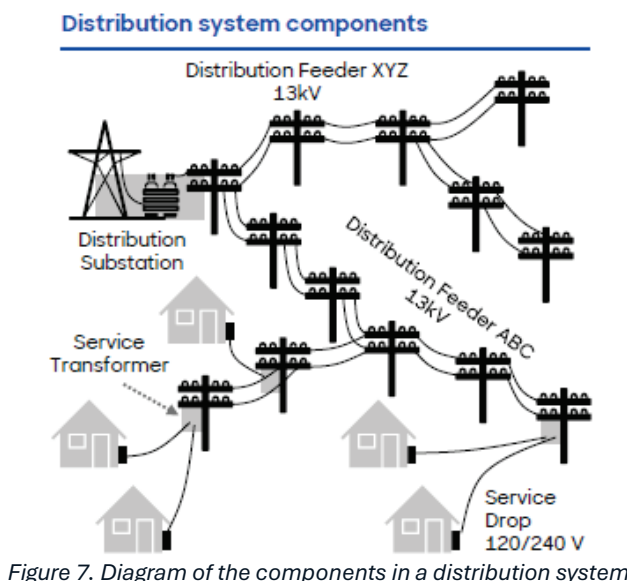 Distribution system components
Distribution Feeder XYZ
13kV
Distribution
Substation
Distribution Feeder ABC
13kV
Service
Transformer
Service
Drop
120/240 V
Figure 7. Diagram of the components in a distribution system